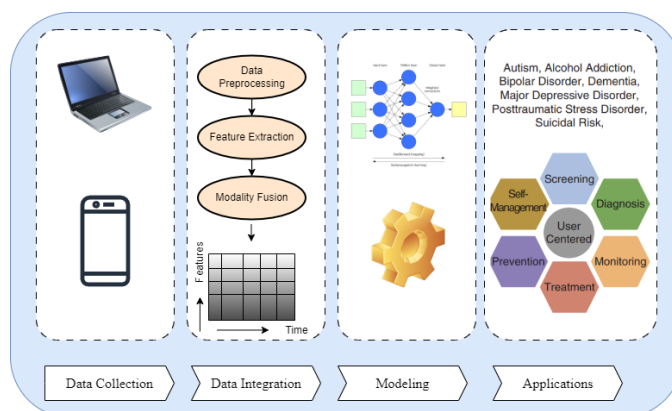 Data
Preprocessing
Feature Extraction
Modality Fusion
Features
Time
Autism, Alcohol Addiction,
Bipolar Disorder, Dementia,
Major Depressive Disorder,
Posttraumatic Stress Disorder,
Suicidal Risk,
Screening
Self-
Management
Diagnosis
User
Centered
Prevention
Monitoring
Treatment
Data Collection
Data Integration
Modeling
Applications